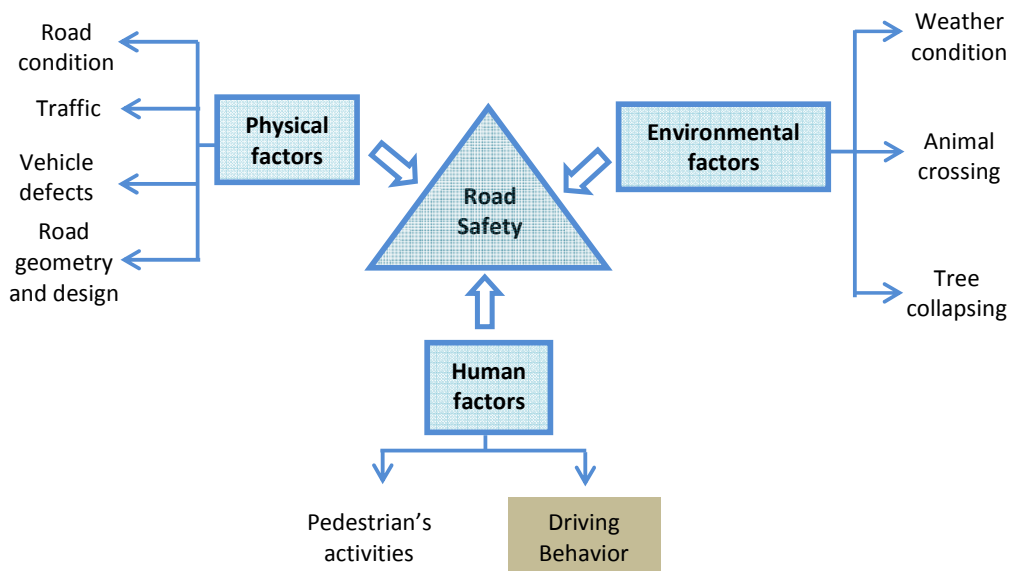 Road
condition
Traffic
Vehicle
defects
Road
geometry
and design
Physical
factors
Road
Safety
Environmental
factors
Weather
condition
Animal
crossing
Tree
collapsing
Human
factors
Pedestrian’s
activities
Driving
Behavior